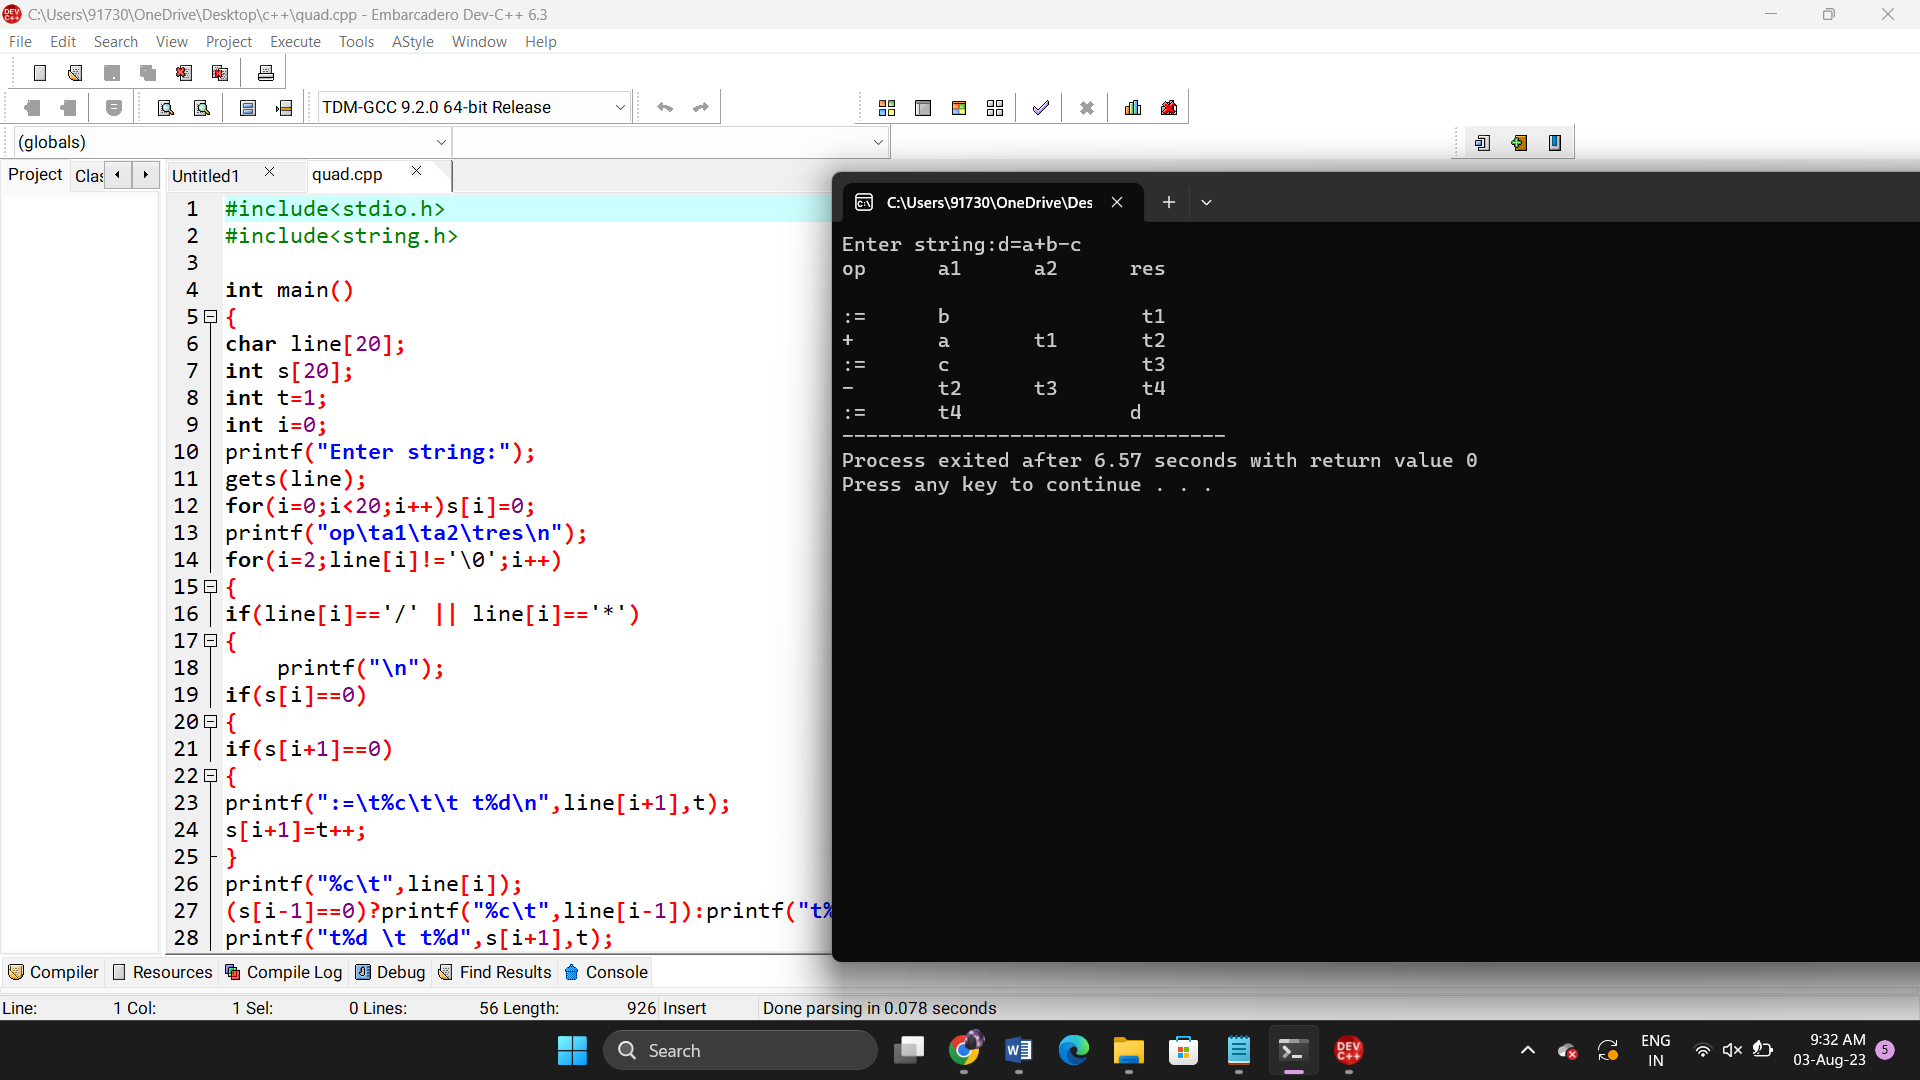 C:\Users\91730\OneDrive\Desktop\c++\quad.cpp - Embarcadero Dev-C++ 6.3
File Edit Search View Project Execute Tools AStyle Window Help
TDM-GCC 9.2.0 64-bit Release
(globals)
Project Clas Untitled1 quad.cpp
1 #include<stdio.h>
2 #include<string.h>
3
4 int main()
5 {
6 char line[20];
7 int s[20];
8 int t=1;
9 int i=0;
10 printf("Enter string:");
11 gets(line);
12 for(i=0;i<20;i++)s[i]=0;
13 printf("op\ta1\ta2\tres\n");
14 for(i=2;line[i]!='\0';i++)
15 {
16 if(line[i]=='/' || line[i]=='*')
17 {
18 printf("\n");
19 if(s[i]==0)
20 {
21 if(s[i+1]==0)
22 {
23 printf(":=\t%c\t\t t%d\n",line[i+1],t);
24 s[i+1]=t++;
25 }
26 printf("%c\t",line[i]);
27 (s[i-1]==0)?printf("%c\t",line[i-1]):printf("t%
28 printf("t%d \t t%d",s[i+1],t);
C:\Users\91730\OneDrive\Des
Enter string:d=a+b-c
op a1 a2 res
:= b t1
+ a t1 t2
:= c t3
- t2 t3 t4
:= t4 d
--------------------------------
Process exited after 6.57 seconds with return value 0
Press any key to continue . . .
Compiler Resources Compile Log Debug Find Results Console
Line: 1 Col: 1 Sel: 0 Lines: 56 Length: 926 Insert Done parsing in 0.078 seconds
Search
DEV C++
ENG
IN
9:32 AM
03-Aug-23
5